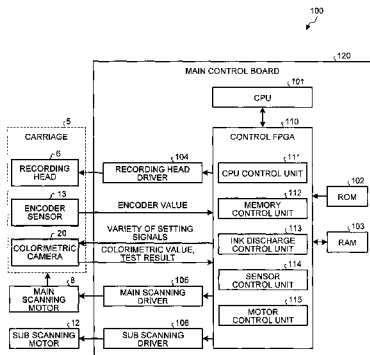 100
120
MAIN CONTROL BOARD
101
CPU
5
CARRIAGE
110
CONTROL FPGA
6
RECORDING HEAD
104
RECORDING HEAD DRIVER
111
CPU CONTROL UNIT
102
ROM
13
ENCODER SENSOR
ENCODER VALUE
112
MEMORY CONTROL UNIT
103
RAM
20
COLORIMETRIC CAMERA
VARIETY OF SETTING SIGNALS
COLORIMETRIC VALUE, TEST RESULT
113
INK DISCHARGE CONTROL UNIT
114
SENSOR CONTROL UNIT
8
MAIN SCANNING MOTOR
105
MAIN SCANNING DRIVER
115
MOTOR CONTROL UNIT
12
SUB SCANNING MOTOR
106
SUB SCANNING DRIVER